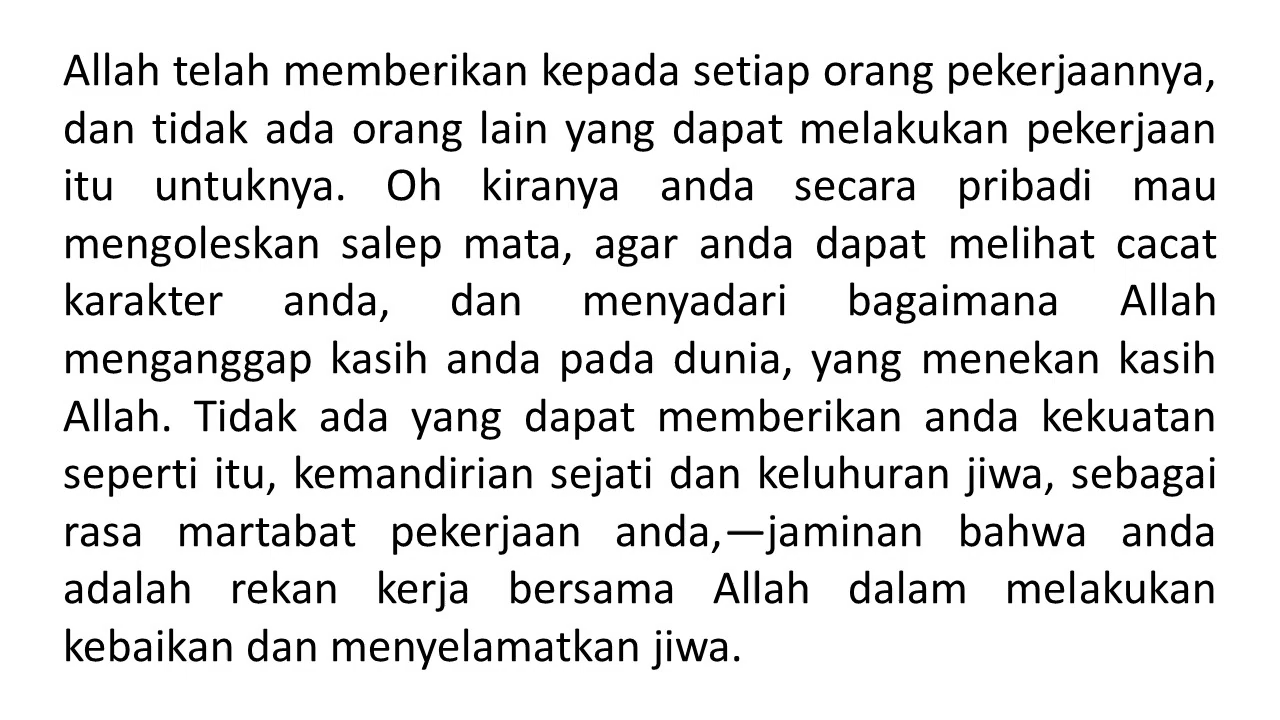 Allah telah memberikan kepada setiap orang pekerjaannya,
dan tidak ada orang lain yang dapat melakukan pekerjaan
itu untuknya. Oh kiranya anda secara pribadi mau
mengoleskan salep mata, agar anda dapat melihat cacat
karakter anda, dan menyadari bagaimana Allah
menganggap kasih anda pada dunia, yang menekan kasih
Allah. Tidak ada yang dapat memberikan anda kekuatan
seperti itu, kemandirian sejati dan keluhuran jiwa, sebagai
rasa martabat pekerjaan anda,—jaminan bahwa anda
adalah rekan kerja bersama Allah dalam melakukan
kebaikan dan menyelamatkan jiwa.